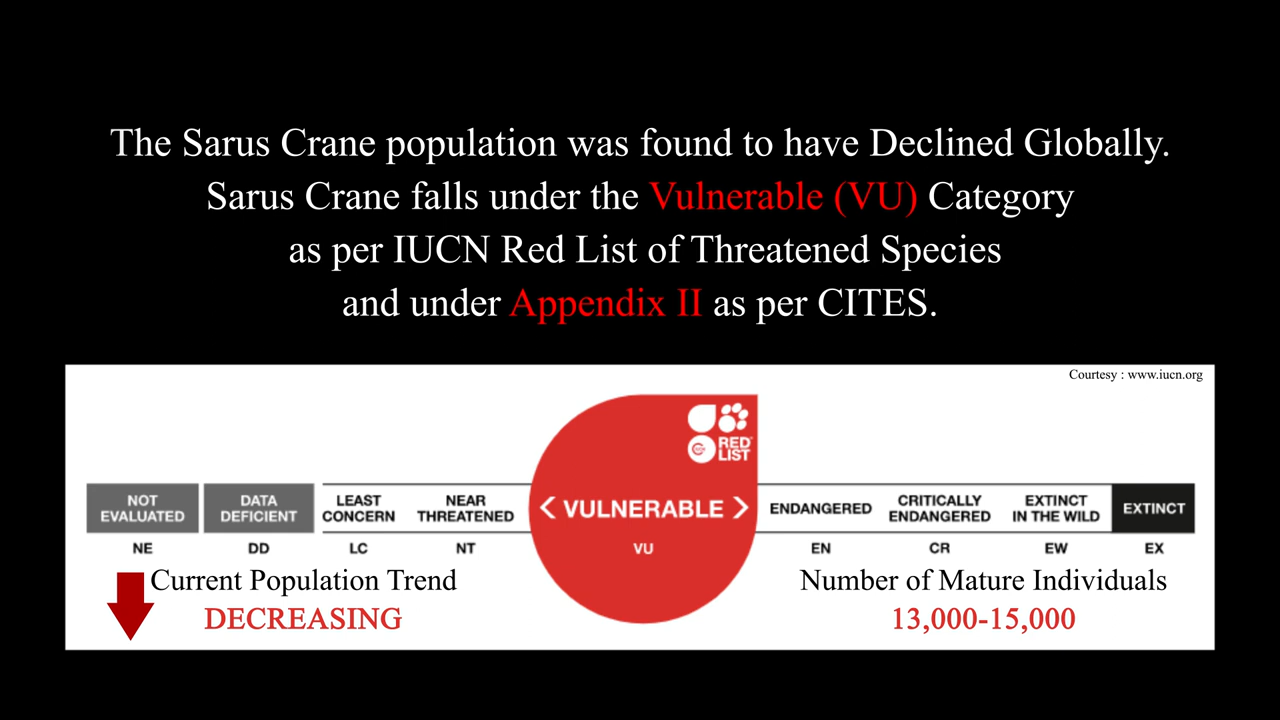 The Sarus Crane population was found to have Declined Globally.
Sarus Crane falls under the Vulnerable (VU) Category
as per IUCN Red List of Threatened Species
and under Appendix II as per CITES.
Courtesy : www.iucn.org
RED
LIST
NOT
EVALUATED
NE
DATA
DEFICIENT
DD
LEAST
CONCERN
LC
NEAR
THREATENED
NT
< VULNERABLE >
VU
ENDANGERED
EN
CRITICALLY
ENDANGERED
CR
EXTINCT
IN THE WILD
EW
EXTINCT
EX
Current Population Trend
DECREASING
Number of Mature Individuals
13,000-15,000